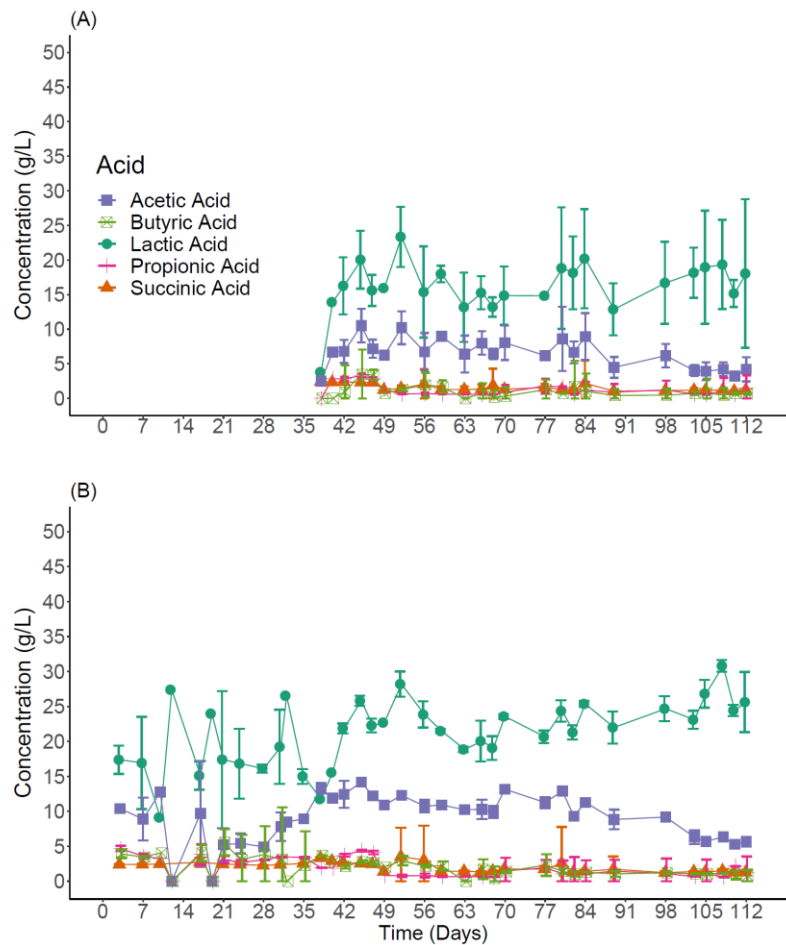 (A)
50
45
40
35
30
25
20
15
10
5
0
Concentration (g/L)
Acid
Acetic Acid
Butyric Acid
Lactic Acid
Propionic Acid
Succinic Acid
0 7 14 21 28 35 42 49 56 63 70 77 84 91 98 105 112
(B)
50
45
40
35
30
25
20
15
10
5
0
Concentration (g/L)
0 7 14 21 28 35 42 49 56 63 70 77 84 91 98 105 112
Time (Days)